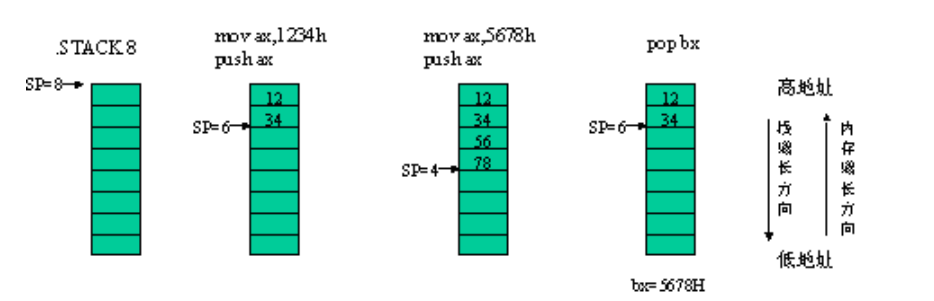 .STACK 8
SP=8
mov ax,1234h
push ax
12
34
SP=6
mov ax,5678h
push ax
12
34
56
78
SP=4
pop bx
12
34
SP=6
bx=5678H
高地址
栈增长方向
内存增长方向
低地址